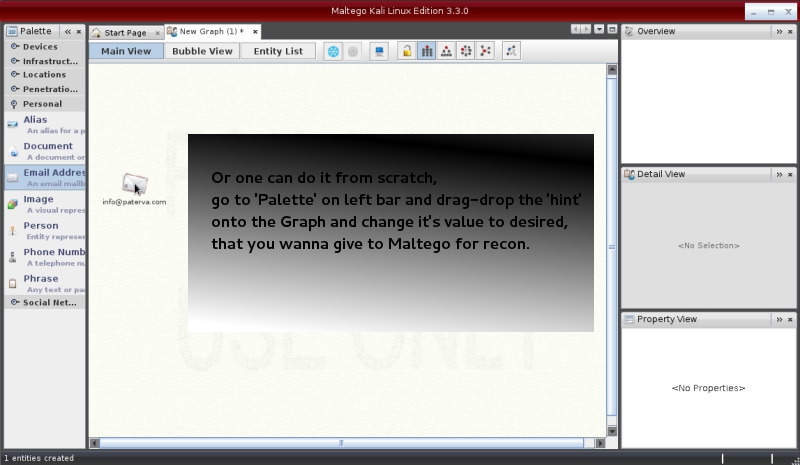 Maltego Kali Linux Edition 3.3.0
Palette
Start Page
New Graph (1) *
Overview
Main View
Bubble View
Entity List
Devices
Infrastruct...
Locations
Penetratio...
Personal
Alias
An alias for a p
Document
A document or
Email Addres
An email mailb
Image
A visual repres
Person
Entity represen
Phone Numb
A telephone nu
Phrase
Any text or pa
Social Net...
info@paterva.com
Or one can do it from scratch,
go to 'Palette' on left bar and drag-drop the 'hint'
onto the Graph and change it's value to desired,
that you wanna give to Maltego for recon.
USE ONLY
Detail View
<No Selection>
Property View
<No Properties>
1 entities created